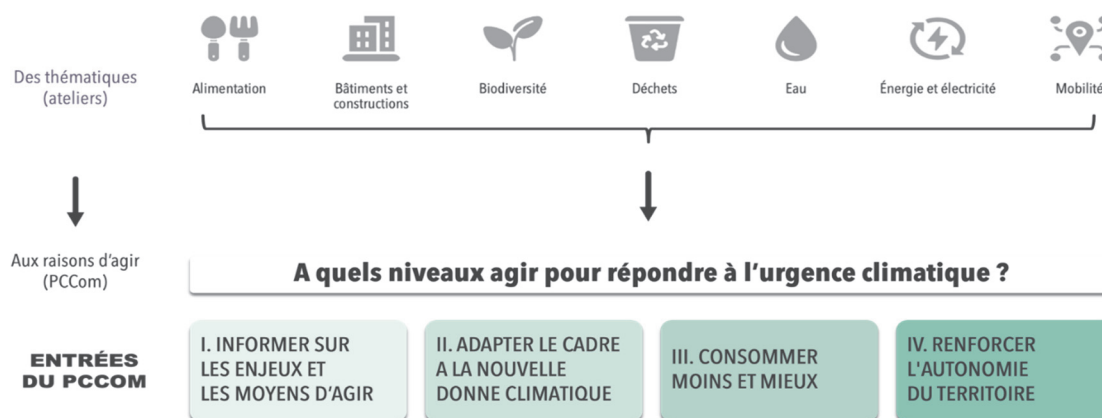 Des thématiques
(ateliers)
Alimentation
Bâtiments et
constructions
Biodiversité
Déchets
Eau
Énergie et électricité
Mobilité
Aux raisons d'agir
(PCCom)
A quels niveaux agir pour répondre à l'urgence climatique ?
ENTRÉES
DU PCCOM
I. INFORMER SUR
LES ENJEUX ET
LES MOYENS D'AGIR
II. ADAPTER LE CADRE
A LA NOUVELLE
DONNE CLIMATIQUE
III. CONSOMMER
MOINS ET MIEUX
IV. RENFORCER
L'AUTONOMIE
DU TERRITOIRE